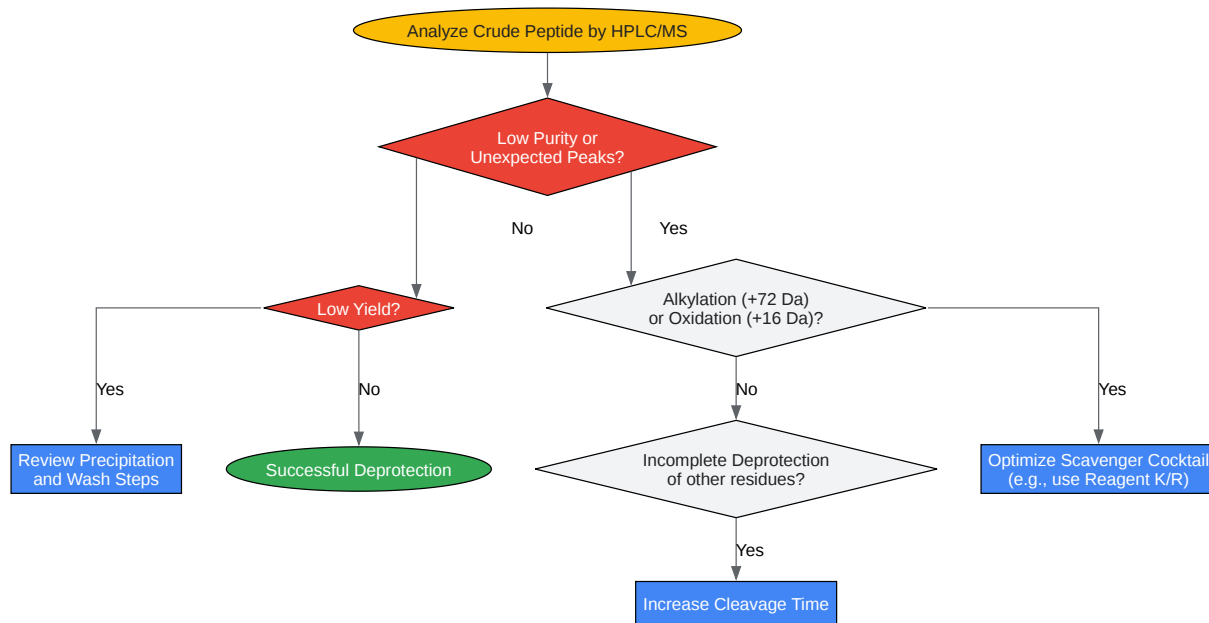 Analyze Crude Peptide by HPLC/MS
Low Purity or
Unexpected Peaks?
No
Yes
Low Yield?
Alkylation (+72 Da)
or Oxidation (+16 Da)?
Yes
No
No
Yes
Review Precipitation
and Wash Steps
Successful Deprotection
Incomplete Deprotection
of other residues?
Optimize Scavenger Cocktail
(e.g., use Reagent K/R)
Yes
Increase Cleavage Time